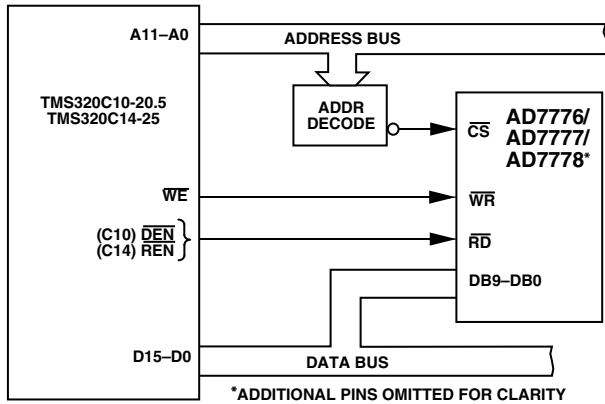 A11–A0
ADDRESS BUS
TMS320C10-20.5
TMS320C14-25
ADDR
DECODE
CS
AD7776/
AD7777/
AD7778*
WE
WR
(C10) DEN
(C14) REN
RD
DB9–DB0
D15–D0
DATA BUS
*ADDITIONAL PINS OMITTED FOR CLARITY